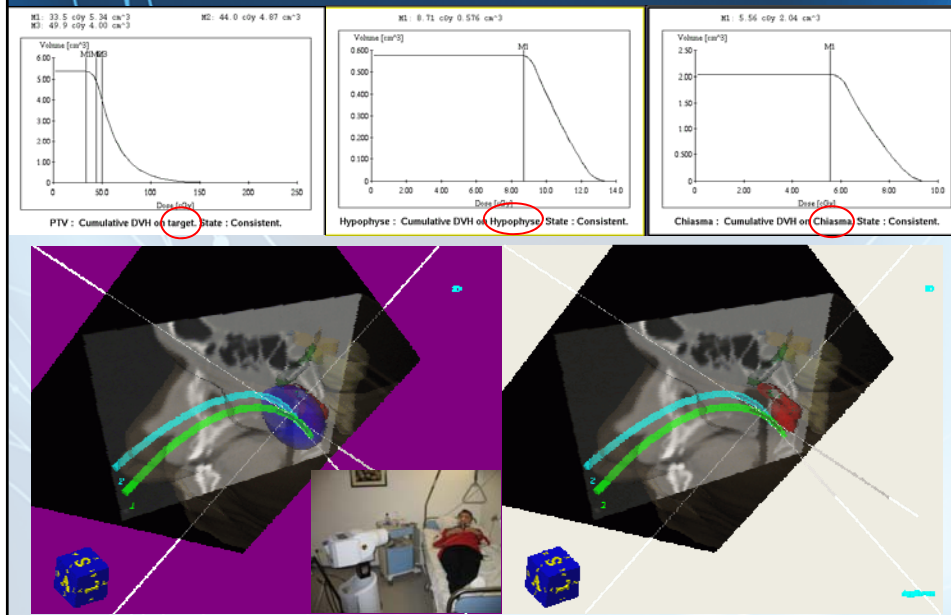 M1: 33.5 cGy 5.34 cm^3
M2: 44.0 cGy 4.87 cm^3
M3: 49.9 cGy 4.00 cm^3
Volume [cm^3]
6.00
5.00
4.00
3.00
2.00
1.00
0.00
0
50.0
100.0
150.0
200.0
250
Dose [cGy]
PTV : Cumulative DVH on target. State : Consistent.
M1: 8.71 cGy 0.576 cm^3
Volume [cm^3]
M1
0.600
0.500
0.400
0.300
0.200
0.100
0.000
0
2.00
4.00
6.00
8.00
10.0
12.0
14.0
Dose [cGy]
Hypophyse : Cumulative DVH on Hypophyse. State : Consistent.
M1: 5.56 cGy 2.04 cm^3
Volume [cm^3]
M1
2.50
2.00
1.50
1.00
0.500
0.00
0
2.00
4.00
6.00
8.00
10.0
Dose [cGy]
Chiasma : Cumulative DVH on Chiasma. State : Consistent.
2
1
S
L
2
1
S
L